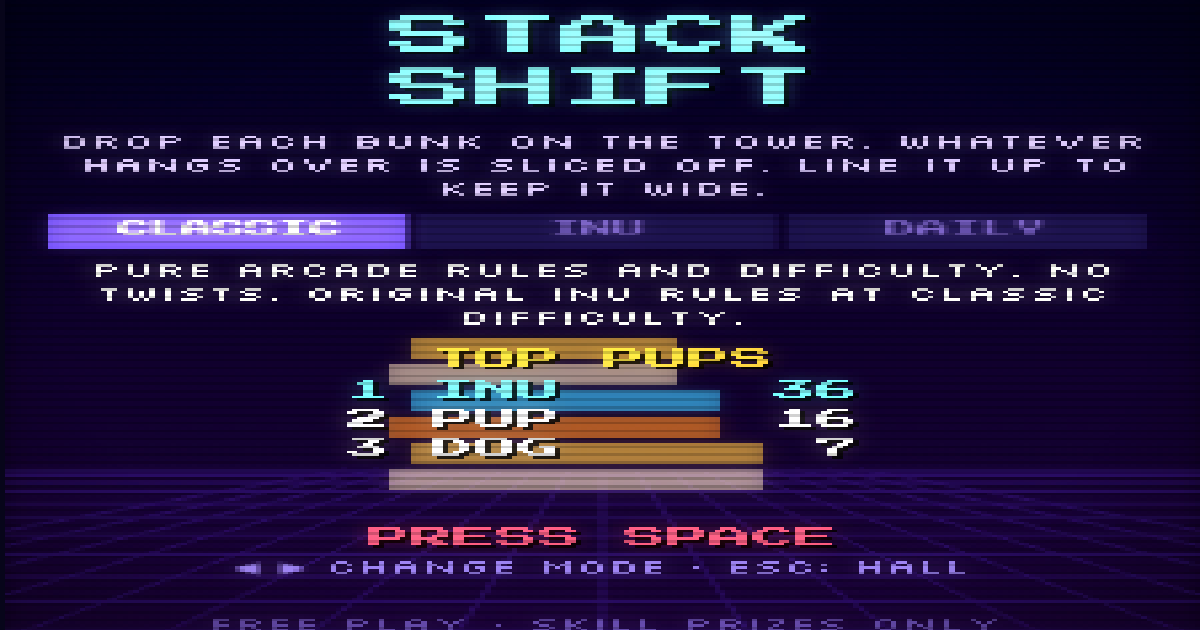 STACK
SHIFT
DROP EACH BUNK ON THE TOWER. WHATEVER
HANGS OVER IS SLICED OFF. LINE IT UP TO
KEEP IT WIDE.
CLASSIC INU DAILY
PURE ARCADE RULES AND DIFFICULTY. NO
TWISTS. ORIGINAL INU RULES AT CLASSIC
DIFFICULTY.
TOP PUPS
1 INU 36
2 PUP 16
3 DOG 7
PRESS SPACE
◀ ▶ CHANGE MODE · ESC: HALL
FREE PLAY · SKILL PRIZES ONLY